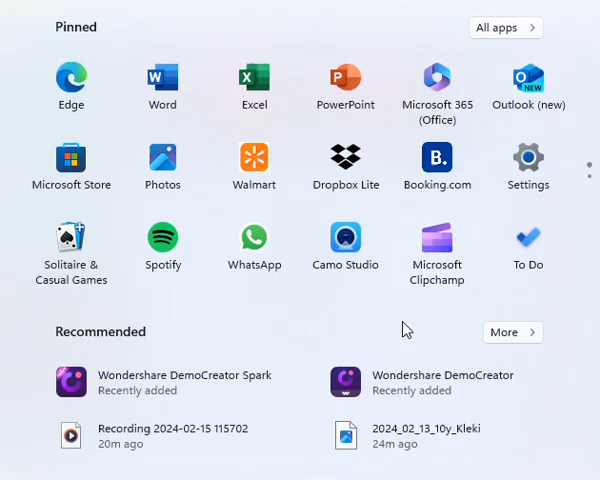 Pinned
All apps
Edge
Word
Excel
PowerPoint
Microsoft 365
(Office)
Outlook (new)
Microsoft Store
Photos
Walmart
Dropbox Lite
Booking.com
Settings
Solitaire &
Casual Games
Spotify
WhatsApp
Camo Studio
Microsoft
Clipchamp
To Do
Recommended
More
Wondershare DemoCreator Spark
Recently added
Wondershare DemoCreator
Recently added
Recording 2024-02-15 115702
20m ago
2024_02_13_10y_Kleki
24m ago